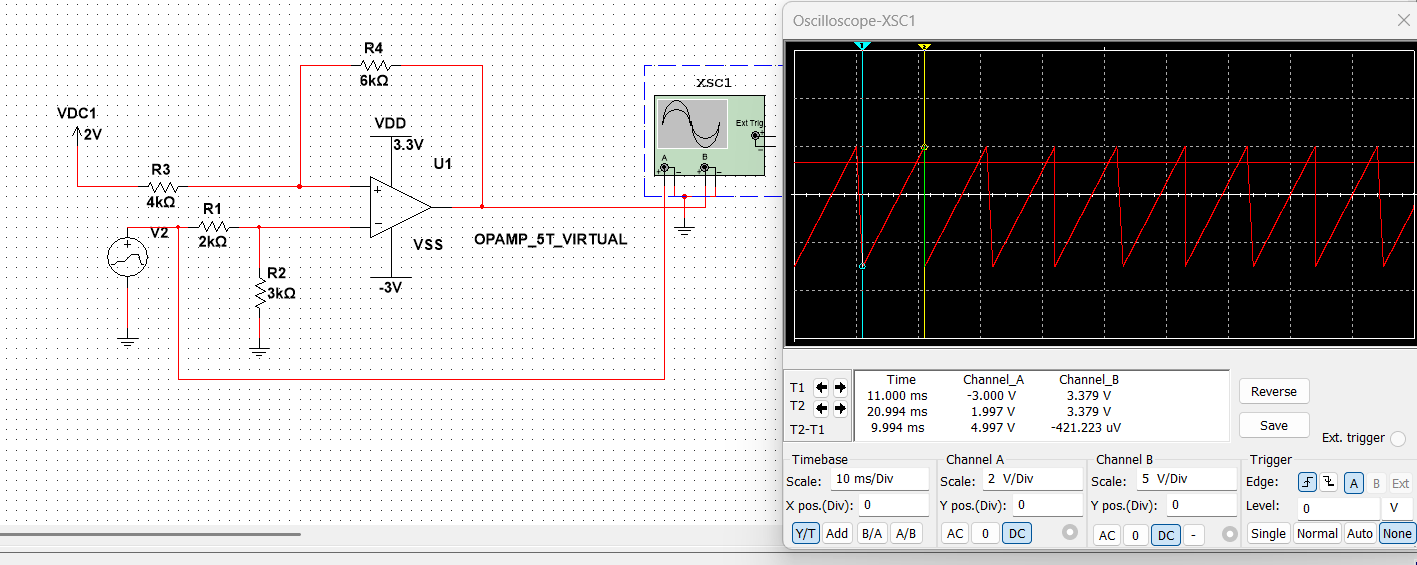 Oscilloscope-XSC1
R4
6kΩ
XSC1
VDC1
2V
VDD
3.3V
Ext Trig
+
−
A
B
+
−
+
−
U1
R3
4kΩ
+
−
R1
2kΩ
V2
+
VSS
OPAMP_5T_VIRTUAL
R2
3kΩ
-3V
1
2
Time Channel_A Channel_B
T1 11.000 ms -3.000 V 3.379 V
T2 20.994 ms 1.997 V 3.379 V
T2-T1 9.994 ms 4.997 V -421.223 uV
Reverse
Save
Ext. trigger
Timebase Channel A Channel B Trigger
Scale: 10 ms/Div Scale: 2 V/Div Scale: 5 V/Div Edge: A B Ext
X pos.(Div): 0 Y pos.(Div): 0 Y pos.(Div): 0 Level: 0 V
Y/T Add B/A A/B AC 0 DC AC 0 DC - Single Normal Auto None